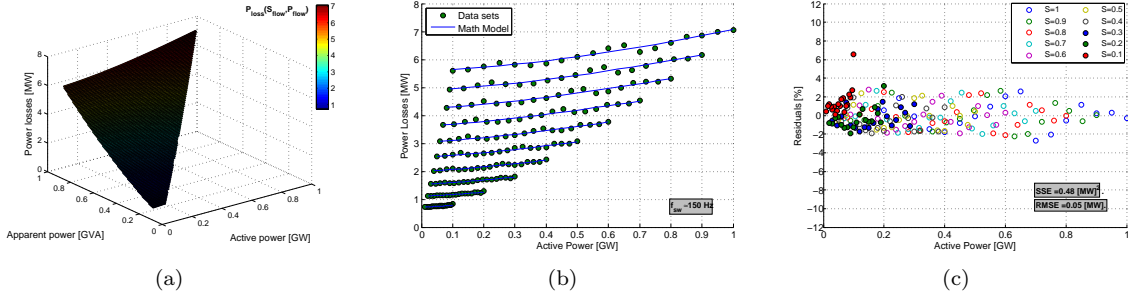 P_loss(S_flow,P_flow)
7
6
5
4
3
2
1
8
6
4
2
0
Power losses [MW]
1
0.8
0.6
0.4
0.2
0
Apparent power [GVA]
0
0.2
0.4
0.6
0.8
1
Active power [GW]
(a)
8
7
6
5
4
3
2
1
0
Power Losses [MW]
Data sets
Math Model
f_sw =150 Hz
0 0.1 0.2 0.3 0.4 0.5 0.6 0.7 0.8 0.9 1
Active Power [GW]
(b)
12
10
8
6
4
2
0
−2
−4
−6
−8
−10
−12
Residuals [%]
S=1
S=0.9
S=0.8
S=0.7
S=0.6
S=0.5
S=0.4
S=0.3
S=0.2
S=0.1
SSE =0.48 [MW]².
RMSE =0.05 [MW].
0 0.2 0.4 0.6 0.8 1
Active Power [GW]
(c)